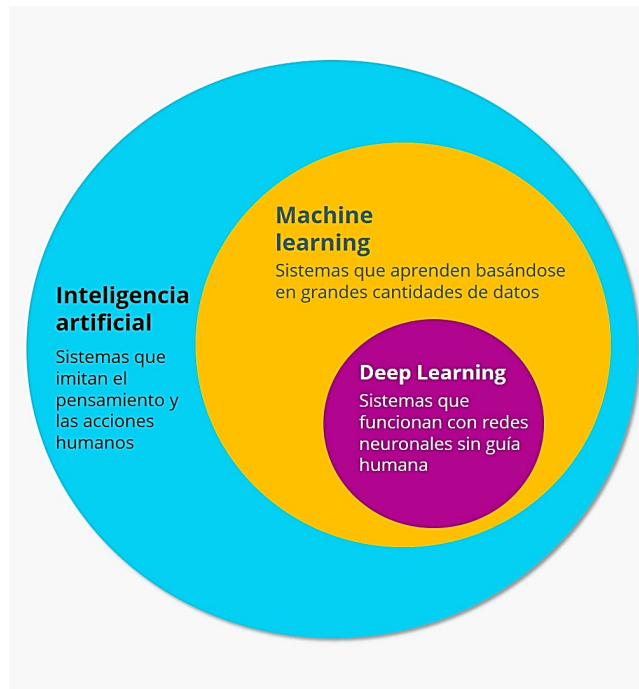 Machine
learning
Sistemas que aprenden basándose
en grandes cantidades de datos
Inteligencia
artificial
Sistemas que
imitan el
pensamiento y
las acciones
humanos
Deep Learning
Sistemas que
funcionan con redes
neuronales sin guía
humana